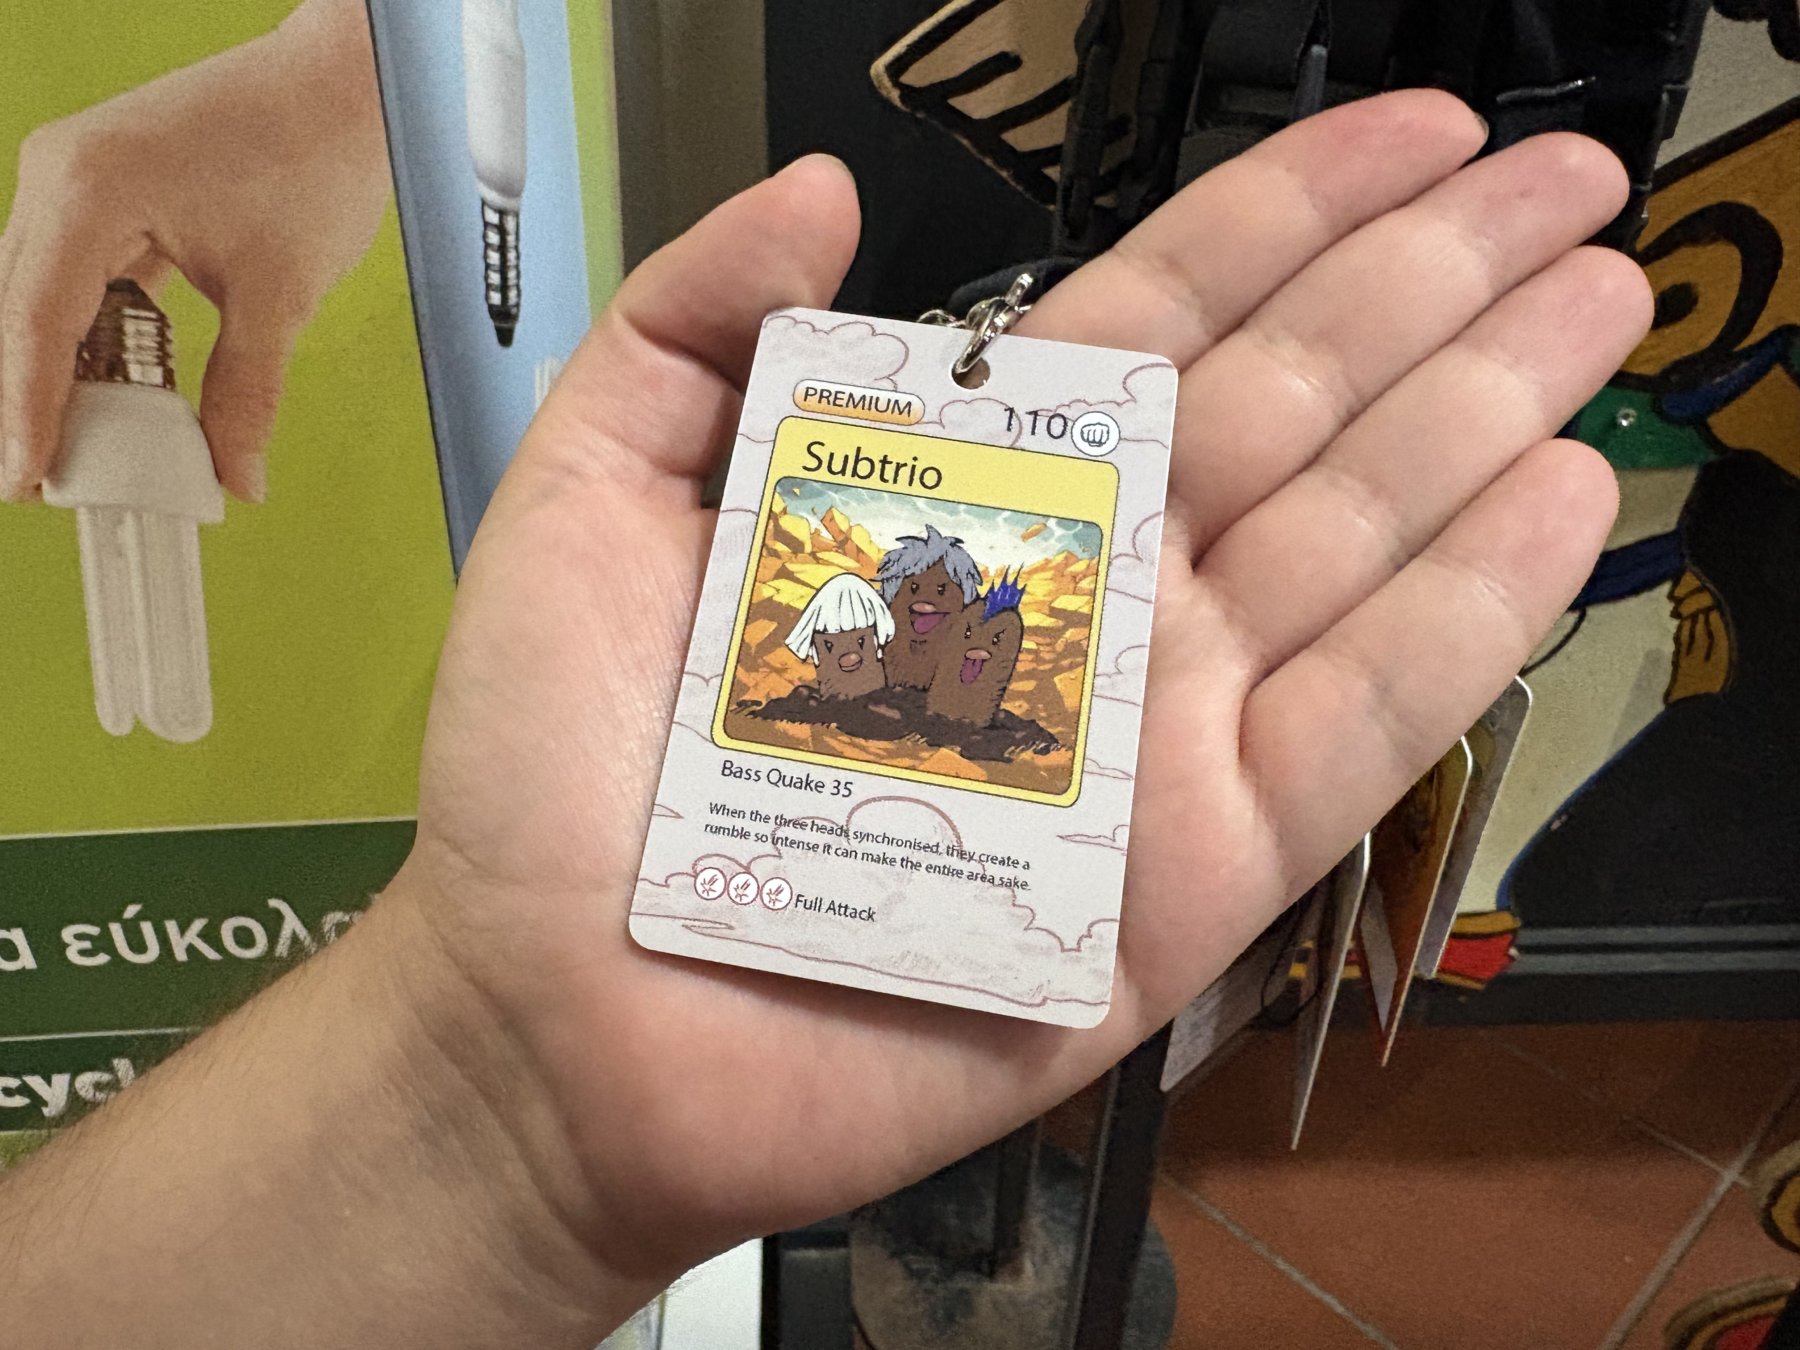 PREMIUM
110
Subtrio
Bass Quake 35
When the three heads synchronised, they create a
rumble so intense it can make the entire area sake.
Full Attack
α εύκολα
cycl